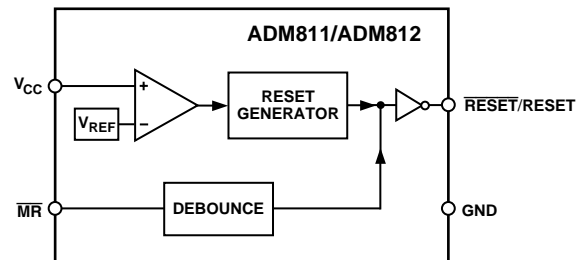 ADM811/ADM812
VCC
+
RESET
GENERATOR
RESET/RESET
VREF
–
MR
DEBOUNCE
GND